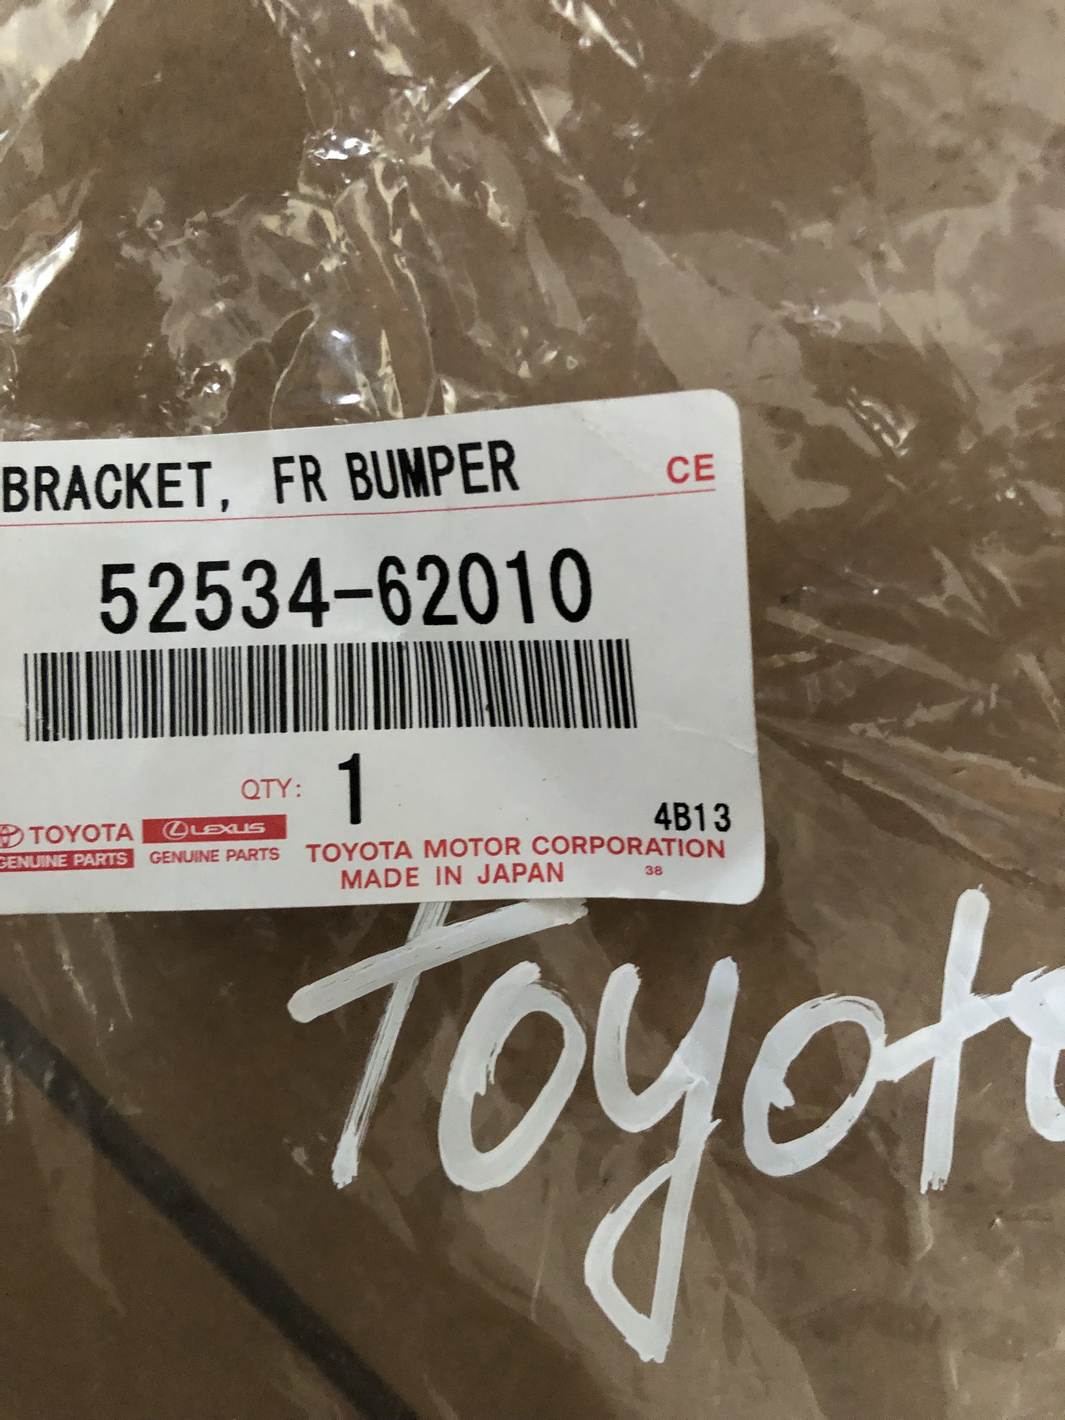 BRACKET, FR BUMPER CE
52534-62010
QTY: 1
4B13
TOYOTA LEXUS
GENUINE PARTS GENUINE PARTS
TOYOTA MOTOR CORPORATION
MADE IN JAPAN 38
Toyota